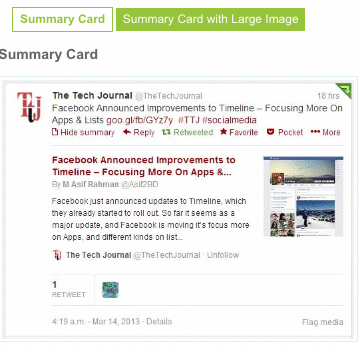 Summary Card
Summary Card with Large Image
Summary Card
The Tech Journal @TheTechJournal 18 hrs
Facebook Announced Improvements to Timeline – Focusing More On
Apps & Lists goo.gl/fb/GYz7y #TTJ #socialmedia
Hide summary Reply Retweeted Favorite Pocket More
Facebook Announced Improvements to
Timeline – Focusing More On Apps &...
By M Asif Rahman @Asif2BD
Facebook just announced updates to Timeline, which
they already started to roll out. So far it seems as a
major update, and Facebook is moving it's focus more
on Apps, and different kinds on list...
The Tech Journal @TheTechJournal · Unfollow
1
RETWEET
4:19 a.m. - Mar 14, 2013 · Details
Flag media